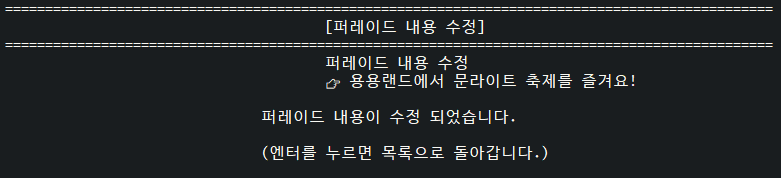 ================================================================================================
[퍼레이드 내용 수정]
================================================================================================
퍼레이드 내용 수정
👉 용용랜드에서 문라이트 축제를 즐겨요!
퍼레이드 내용이 수정 되었습니다.
(엔터를 누르면 목록으로 돌아갑니다.)